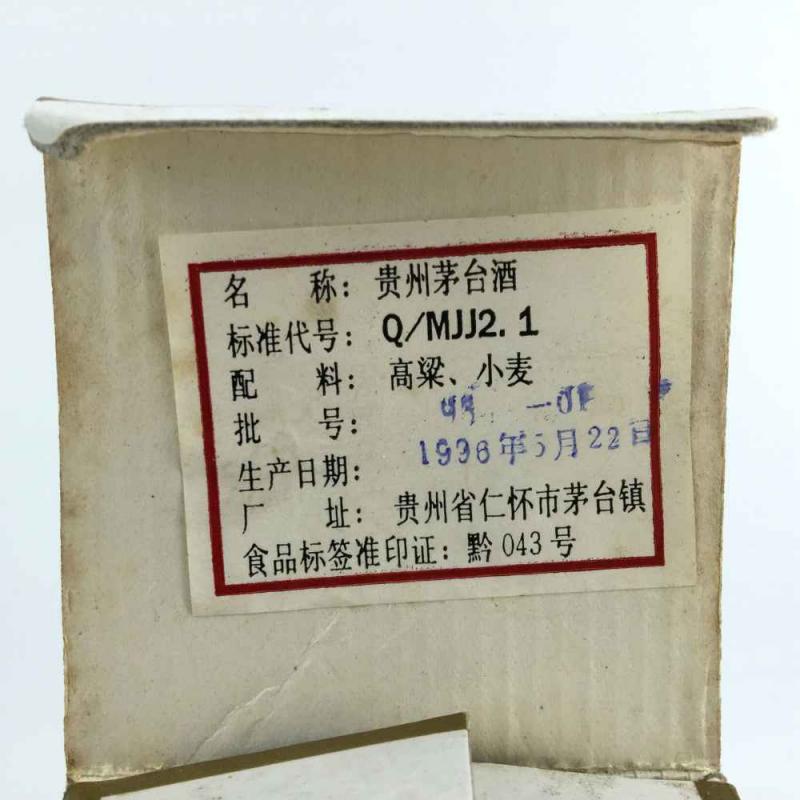 名 称：贵州茅台酒
标准代号：Q/MJJ2.1
配 料：高粱、小麦
批 号：
生产日期：1996年5月22日
厂 址：贵州省仁怀市茅台镇
食品标签准印证：黔043号